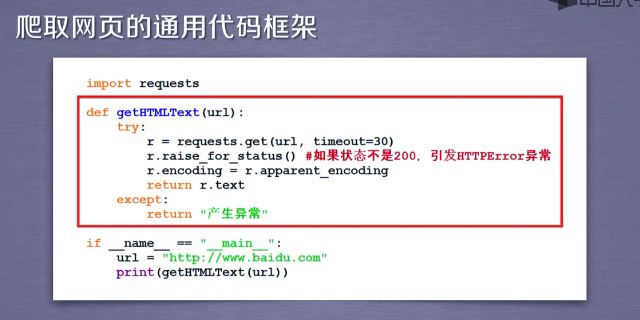 爬取网页的通用代码框架
import requests
def getHTMLText(url):
    try:
        r = requests.get(url, timeout=30)
        r.raise_for_status() #如果状态不是200，引发HTTPError异常
        r.encoding = r.apparent_encoding
        return r.text
    except:
        return "产生异常"
if __name__ == "__main__":
    url = "http://www.baidu.com"
    print(getHTMLText(url))